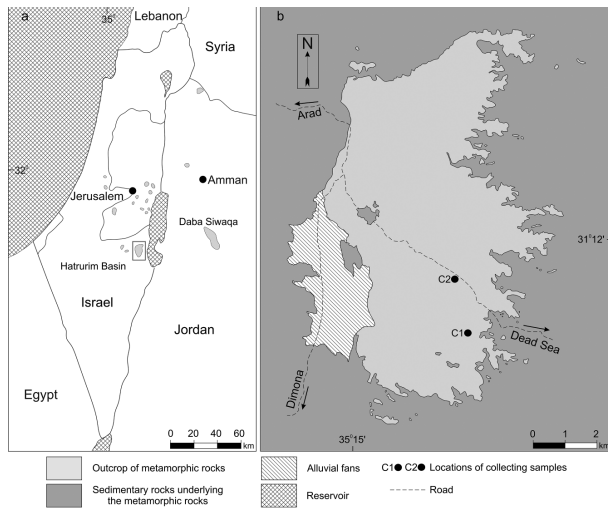 a
35°
Lebanon
Syria
32°
Jerusalem
Amman
Daba Siwaqa
Hatrurim Basin
Israel
Jordan
Egypt
0 20 40 60
km
b
N
Arad
31°12'
C2
C1
Dead Sea
Dimona
35°15'
0 1 2
km
Outcrop of metamorphic rocks
Sedimentary rocks underlying
the metamorphic rocks
Alluvial fans
Reservoir
C1 C2 Locations of collecting samples
Road